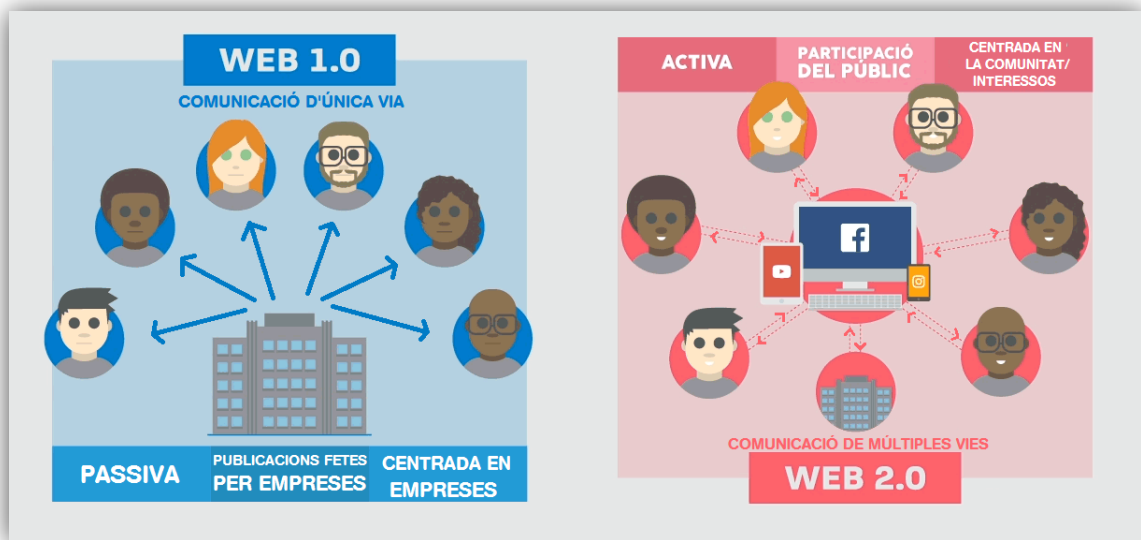 WEB 1.0
COMUNICACIÓ D'ÚNICA VIA
PASSIVA
PUBLICACIONS FETES
PER EMPRESES
CENTRADA EN
EMPRESES
ACTIVA
PARTICIPACIÓ
DEL PÚBLIC
CENTRADA EN
LA COMUNITAT/
INTERESSOS
COMUNICACIÓ DE MÚLTIPLES VIES
WEB 2.0